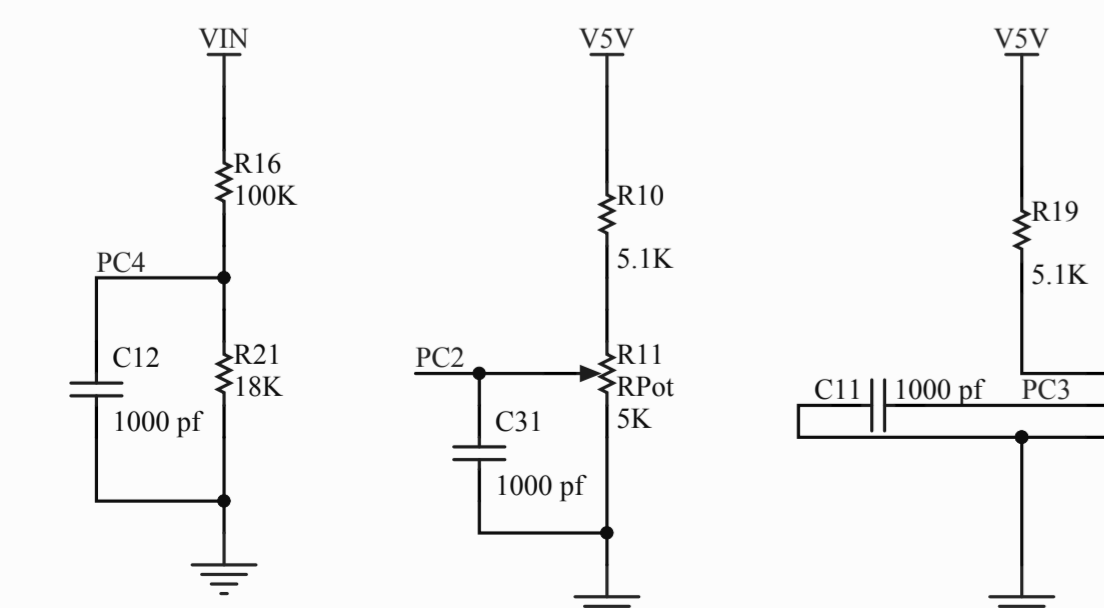 VIN
R16
100K
PC4
C12
1000 pf
R21
18K
V5V
R10
5.1K
PC2
R11
RPot
5K
C31
1000 pf
V5V
R19
5.1K
C11 1000 pf PC3